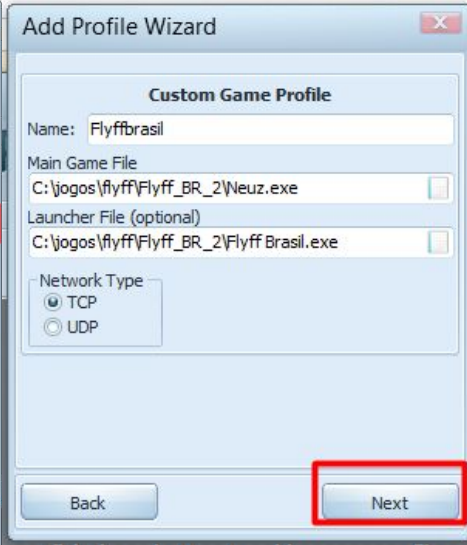 Add Profile Wizard
Custom Game Profile
Name: Flyffbrasil
Main Game File
C:\jogos\flyff\Flyff_BR_2\Neuz.exe
Launcher File (optional)
C:\jogos\flyff\Flyff_BR_2\Flyff Brasil.exe
Network Type
TCP
UDP
Back
Next